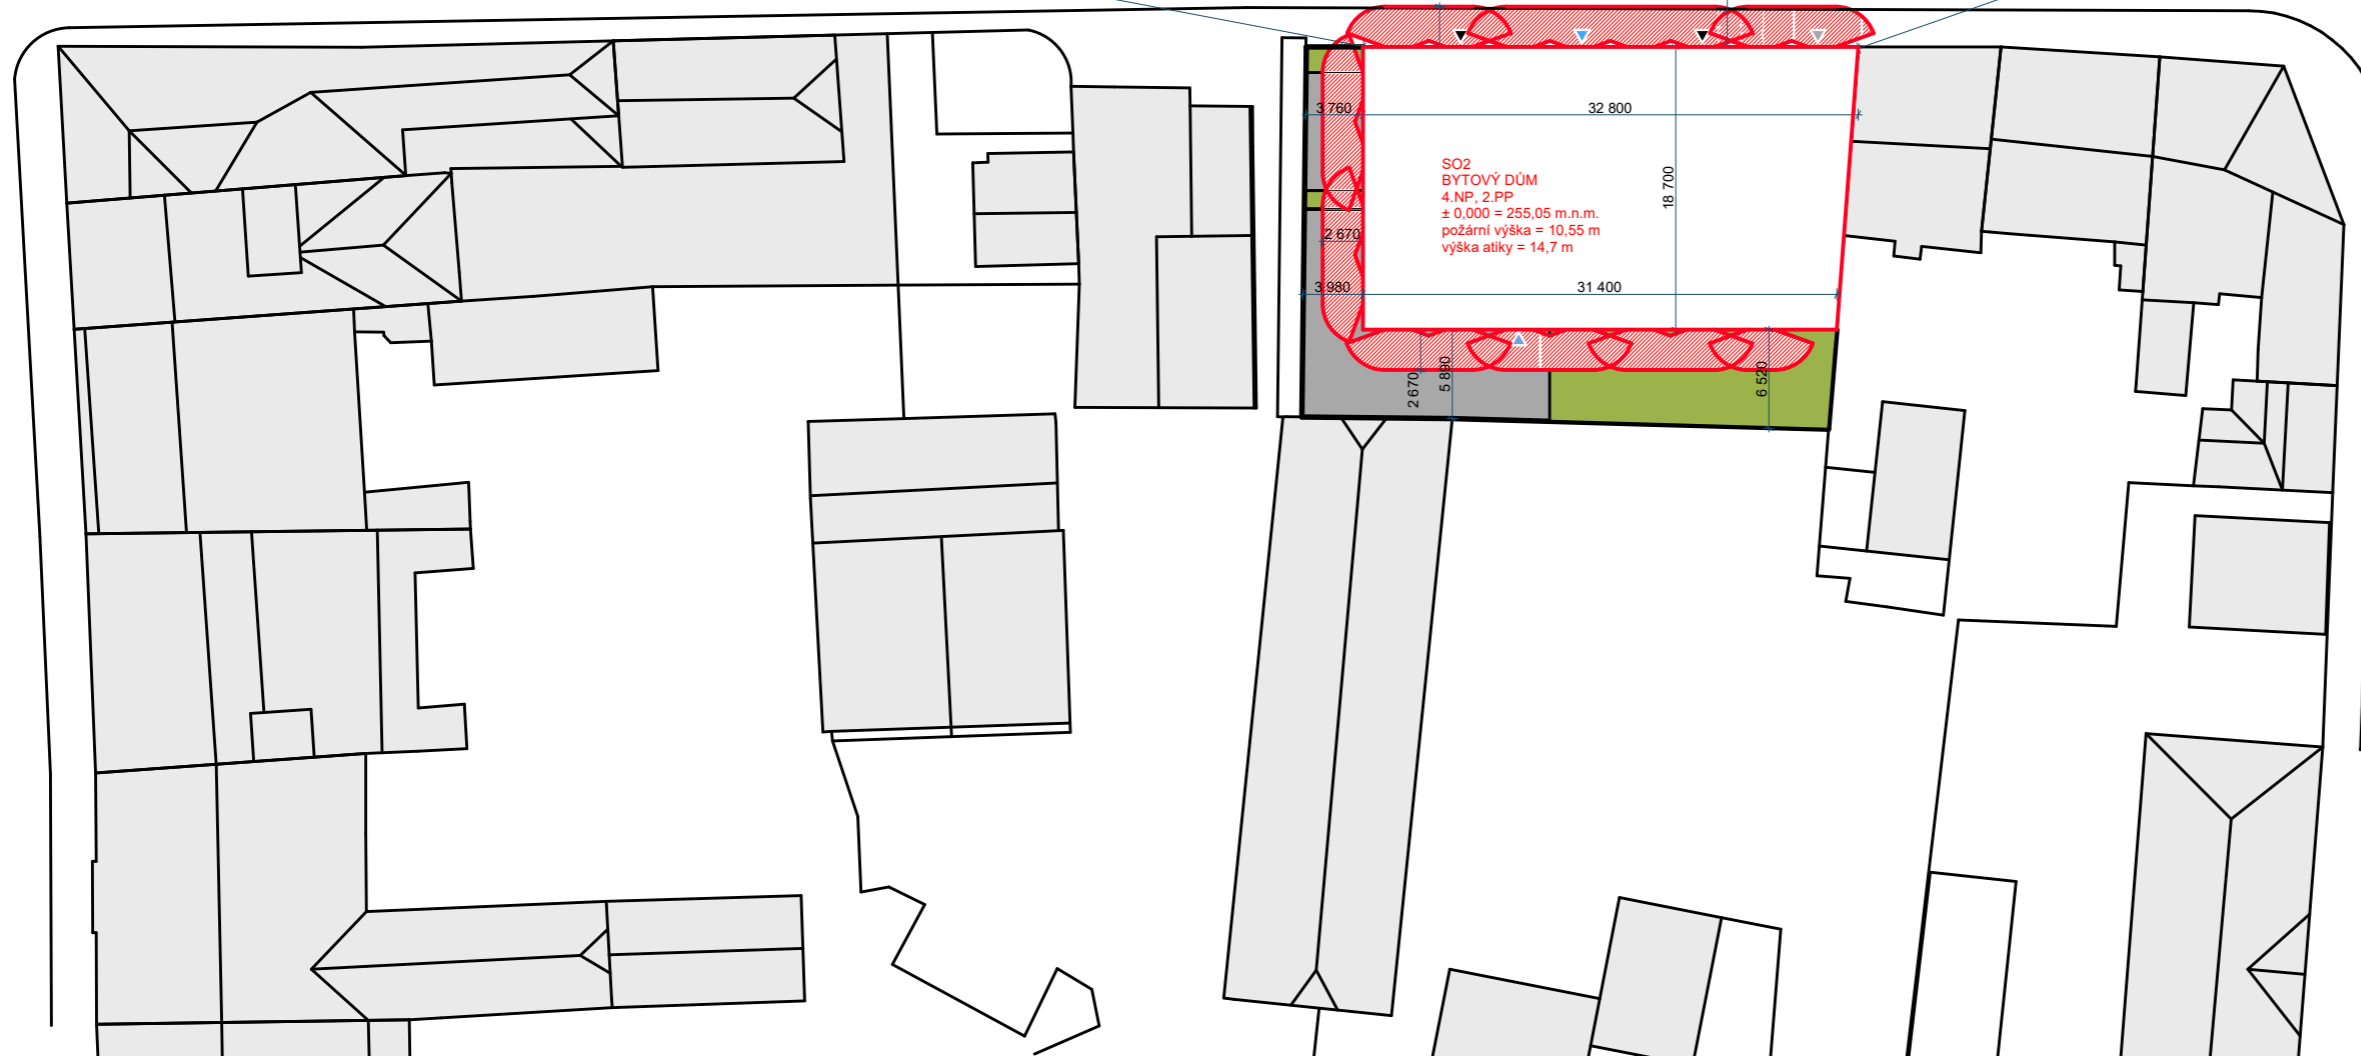 3 760
32 800
SO2
BYTOVÝ DŮM
4.NP, 2.PP
± 0,000 = 255,05 m.n.m.
požární výška = 10,55 m
výška atiky = 14,7 m
18 700
2 670
3 980
31 400
2 670
5 890
6 520